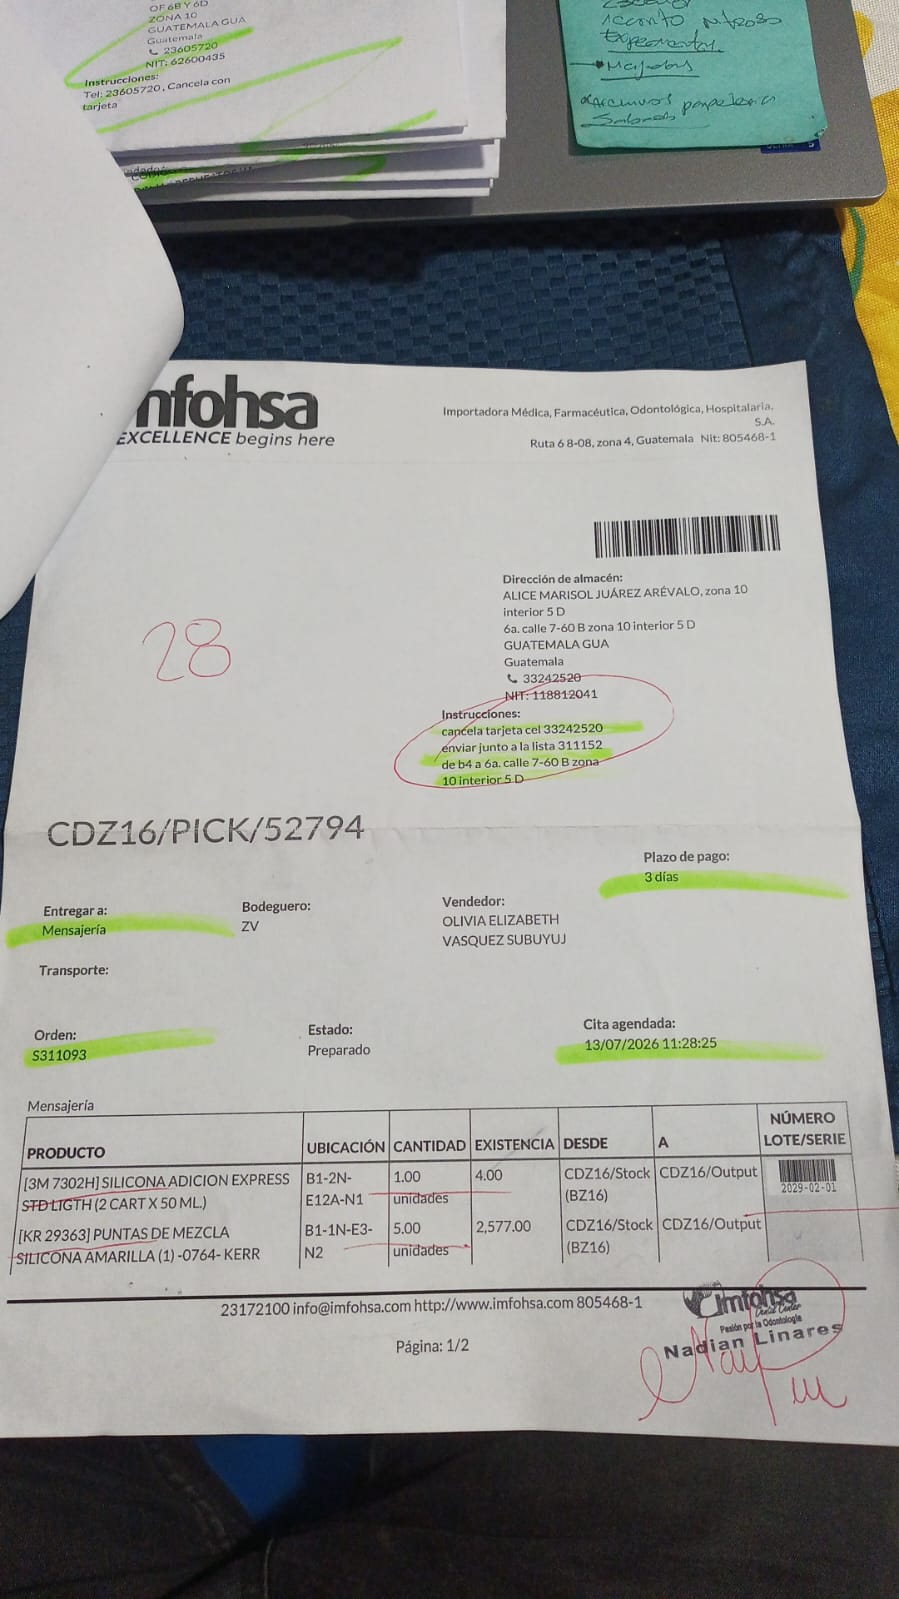 OF 6B Y 6D
ZONA 10
GUATEMALA GUA
Guatemala
23605720
NIT: 62600435
Instrucciones:
Tel: 23605720, Cancela con
tarjeta
Majados
imfohsa
EXCELLENCE begins here
Importadora Médica, Farmacéutica, Odontológica, Hospitalaria,
S.A.
Ruta 6 8-08, zona 4, Guatemala Nit: 805468-1
28
Dirección de almacén:
ALICE MARISOL JUÁREZ ARÉVALO, zona 10
interior 5 D
6a. calle 7-60 B zona 10 interior 5 D
GUATEMALA GUA
Guatemala
33242520
NIT: 118812041
Instrucciones:
cancela tarjeta cel 33242520
enviar junto a la lista 311152
de b4 a 6a. calle 7-60 B zona
10 interior 5 D
CDZ16/PICK/52794
Plazo de pago:
3 días
Entregar a:
Mensajería
Bodeguero:
ZV
Vendedor:
OLIVIA ELIZABETH
VASQUEZ SUBUYUJ
Transporte:
Orden:
S311093
Estado:
Preparado
Cita agendada:
13/07/2026 11:28:25
Mensajería
PRODUCTO UBICACIÓN CANTIDAD EXISTENCIA DESDE A NÚMERO LOTE/SERIE
[3M 7302H] SILICONA ADICION EXPRESS B1-2N- 1.00 4.00 CDZ16/Stock CDZ16/Output
STD LIGTH (2 CART X 50 ML.) E12A-N1 unidades (BZ16) 2029-02-01
[KR 29363] PUNTAS DE MEZCLA B1-1N-E3- 5.00 2,577.00 CDZ16/Stock CDZ16/Output
SILICONA AMARILLA (1) -0764- KERR N2 unidades (BZ16)
23172100 info@imfohsa.com http://www.imfohsa.com 805468-1
Página: 1/2
imfohsa
Dental Center
Pasión por la Odontología
Nadian Linares